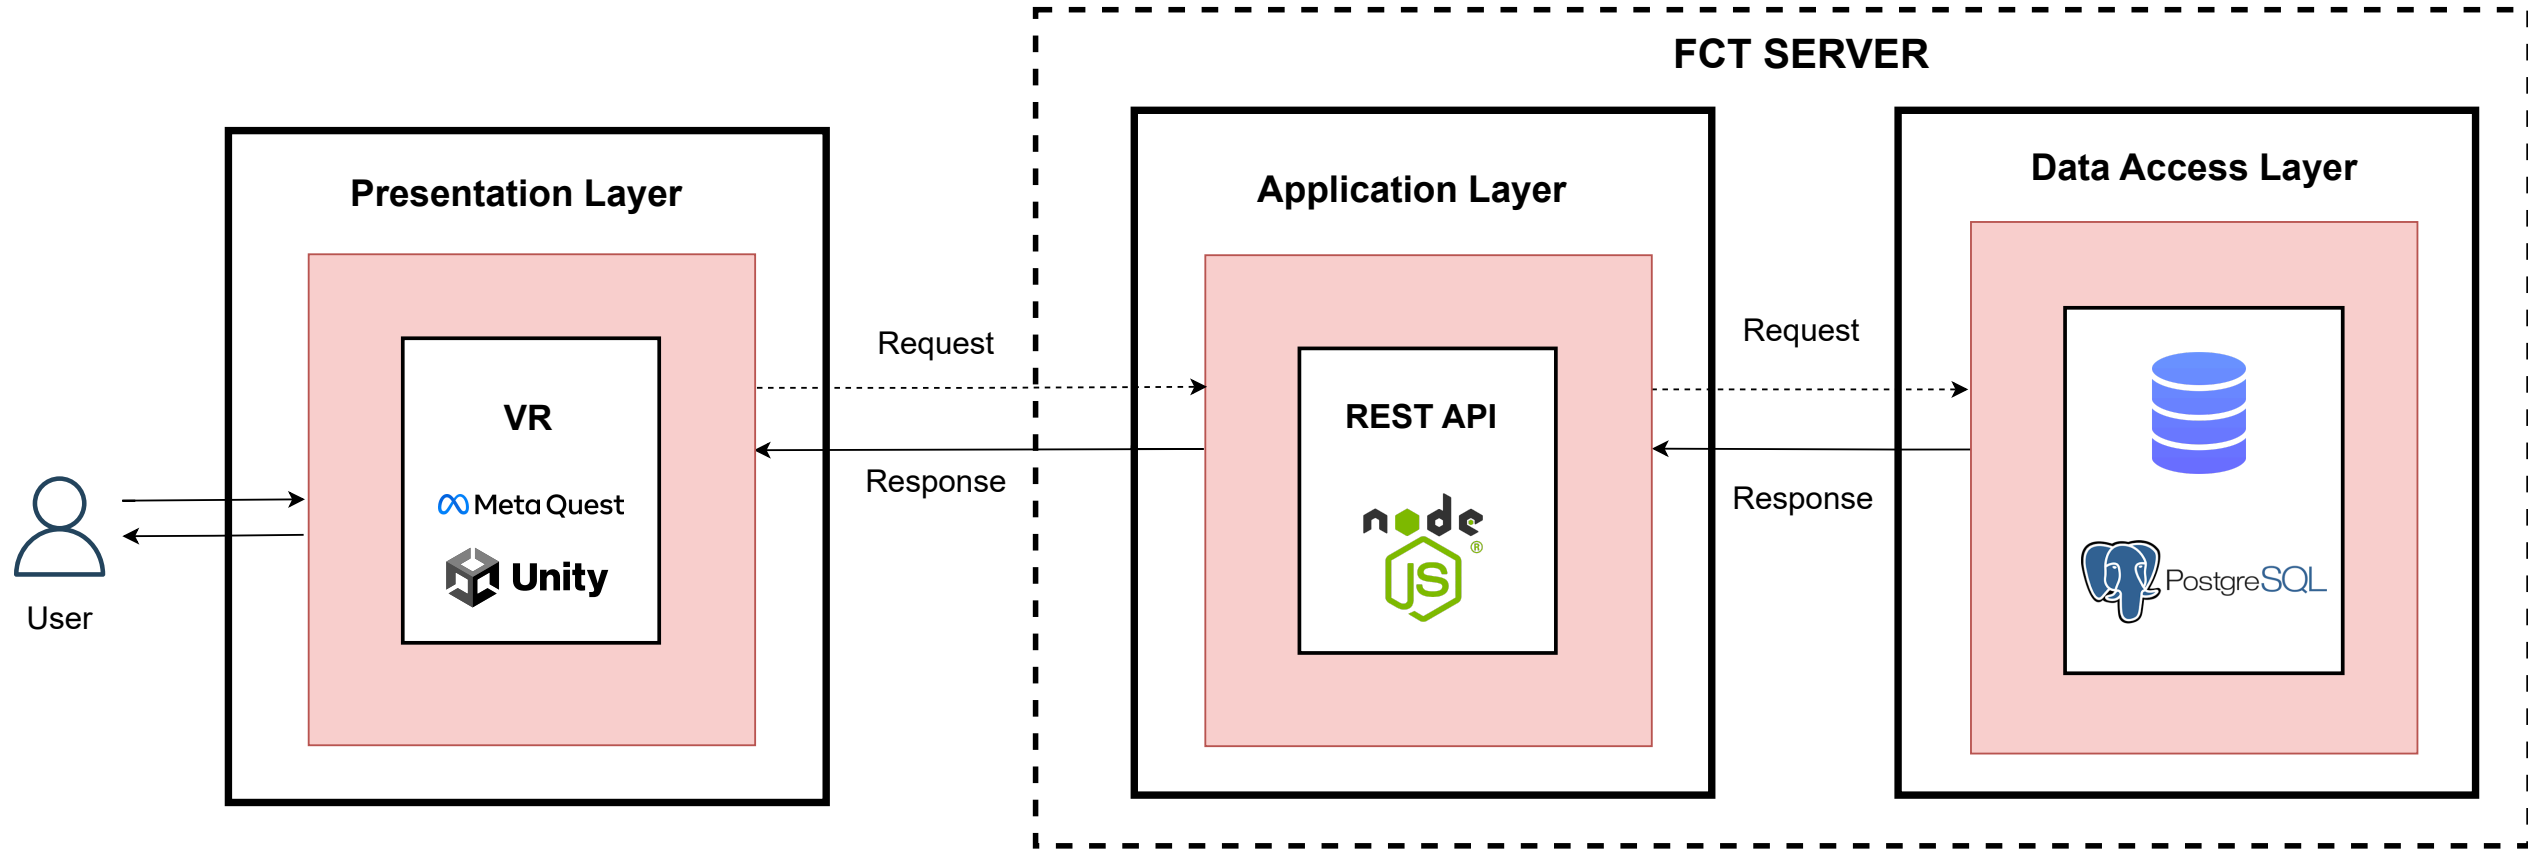 FCT SERVER
Presentation Layer
Application Layer
Data Access Layer
VR
Meta Quest
Unity
User
Request
Response
REST API
node
JS
®
Request
Response
PostgreSQL